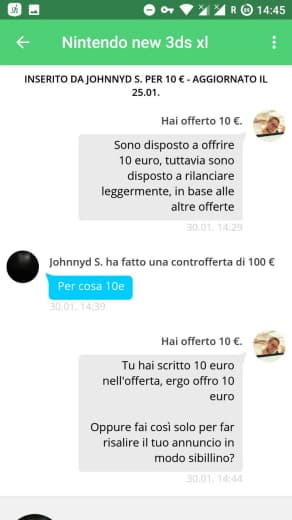 14:45
Nintendo new 3ds xl
INSERITO DA JOHNNYD S. PER 10 € - AGGIORNATO IL
25.01.
Hai offerto 10 €.
Sono disposto a offrire
10 euro, tuttavia sono
disposto a rilanciare
leggermente, in base alle
altre offerte
30.01. 14:29
Johnnyd S. ha fatto una controfferta di 100 €
Per cosa 10e
30.01. 14:39
Hai offerto 10 €.
Tu hai scritto 10 euro
nell'offerta, ergo offro 10
euro
Oppure fai così solo per far
risalire il tuo annuncio in
modo sibillino?
30.01. 14:44